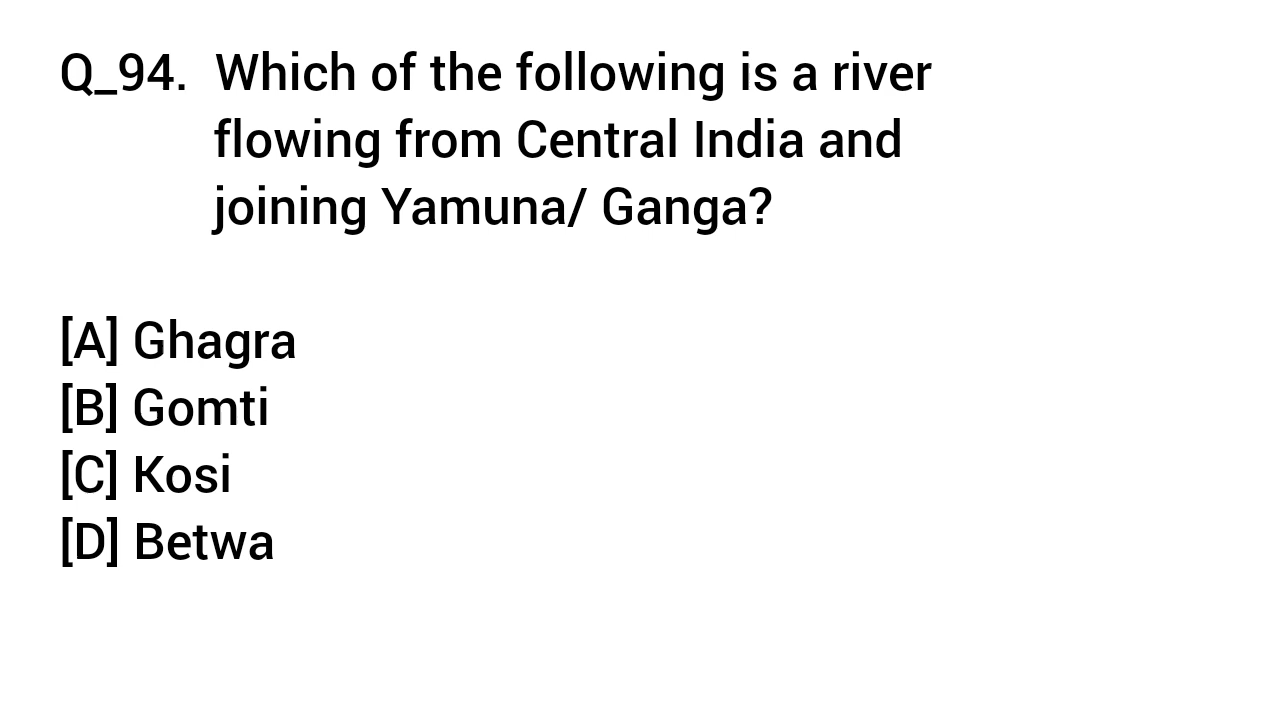 Q_94. Which of the following is a river
flowing from Central India and
joining Yamuna/ Ganga?
[A] Ghagra
[B] Gomti
[C] Kosi
[D] Betwa